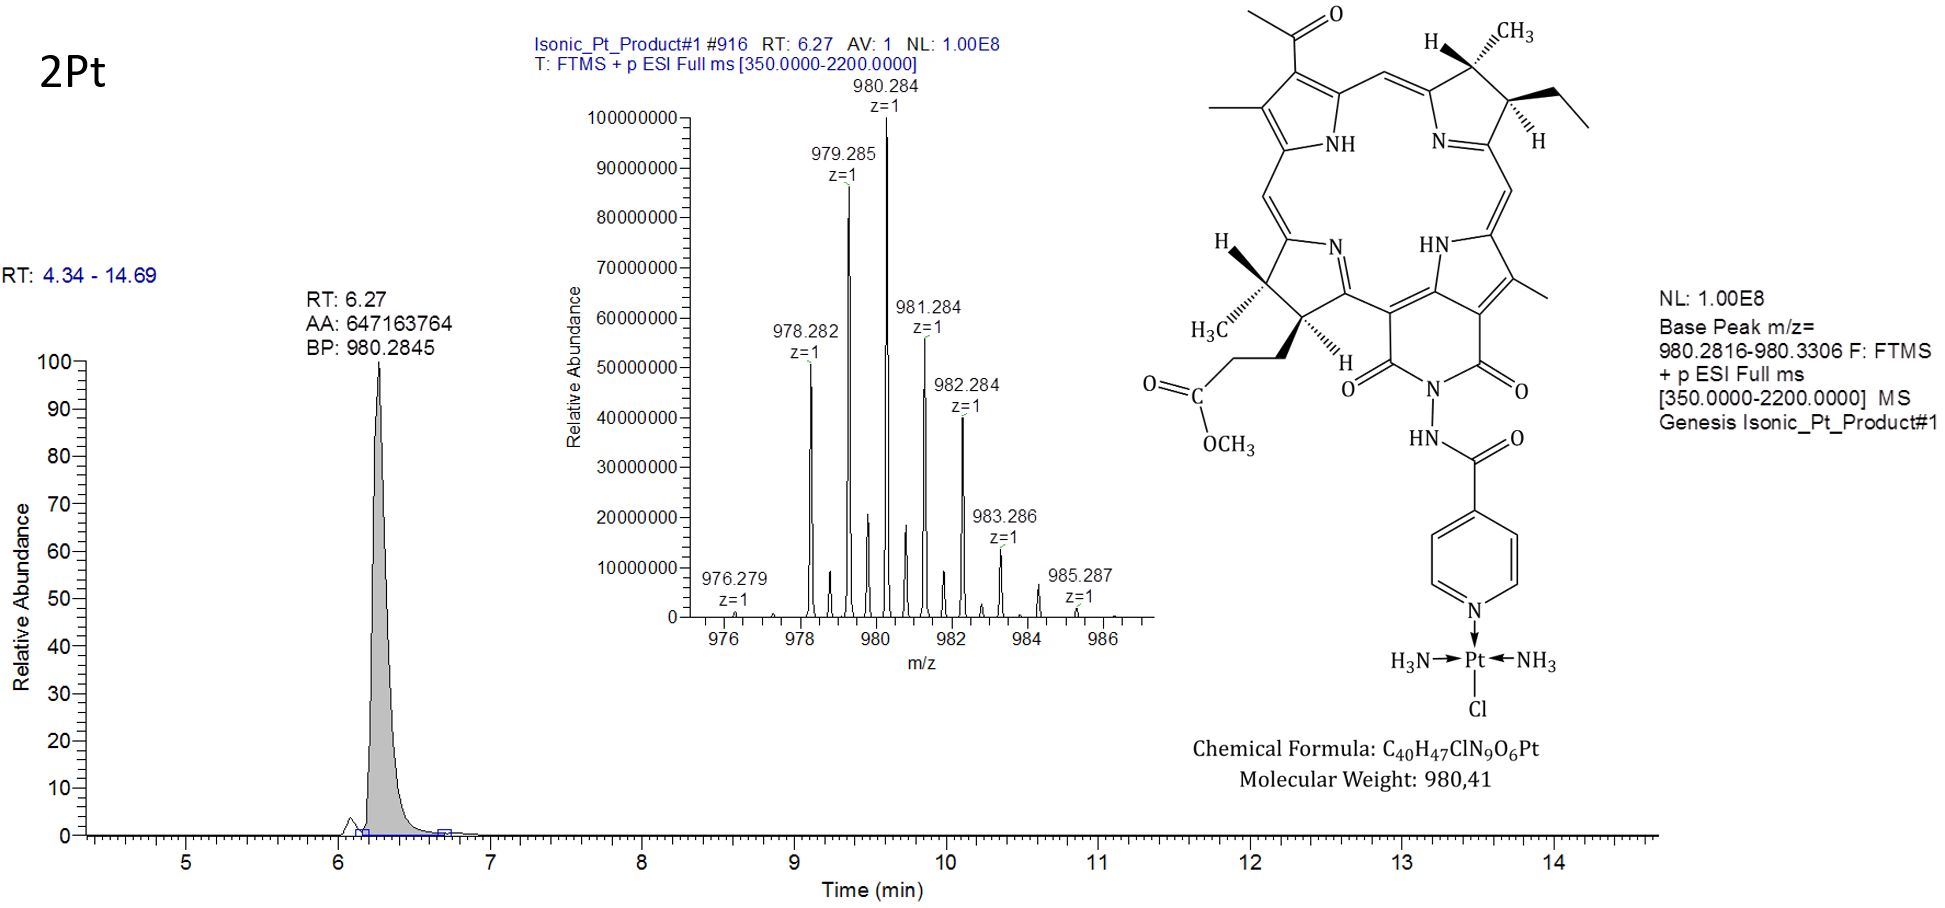 2Pt
RT: 4.34 - 14.69
RT: 6.27
AA: 647163764
BP: 980.2845
100
90
80
70
60
50
40
30
20
10
0
Relative Abundance
5
6
7
8
9
10
11
12
13
14
Time (min)
Isonic_Pt_Product#1 #916 RT: 6.27 AV: 1 NL: 1.00E8
T: FTMS + p ESI Full ms [350.0000-2200.0000]
980.284
z=1
979.285
z=1
981.284
z=1
978.282
z=1
982.284
z=1
983.286
z=1
976.279
z=1
985.287
z=1
100000000
90000000
80000000
70000000
60000000
50000000
40000000
30000000
20000000
10000000
0
Relative Abundance
976
978
980
982
984
986
m/z
O
H
CH3
NH
N
H
H
N
HN
H3C
H
O
C
OCH3
O
N
O
HN
O
N
H3N
Pt
NH3
Cl
Chemical Formula: C40H47ClN9O6Pt
Molecular Weight: 980,41
NL: 1.00E8
Base Peak m/z=
980.2816-980.3306 F: FTMS
+ p ESI Full ms
[350.0000-2200.0000] MS
Genesis Isonic_Pt_Product#1